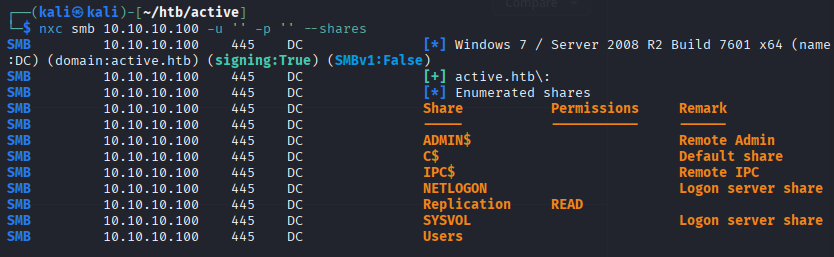 Compare
┌──(kali㉿kali)-[~/htb/active]
└─$ nxc smb 10.10.10.100 -u '' -p '' --shares
SMB         10.10.10.100    445    DC               [*] Windows 7 / Server 2008 R2 Build 7601 x64 (name
:DC) (domain:active.htb) (signing:True) (SMBv1:False)
SMB         10.10.10.100    445    DC               [+] active.htb\:
SMB         10.10.10.100    445    DC               [*] Enumerated shares
SMB         10.10.10.100    445    DC               Share           Permissions     Remark
SMB         10.10.10.100    445    DC               -----           -----------     ------
SMB         10.10.10.100    445    DC               ADMIN$                          Remote Admin
SMB         10.10.10.100    445    DC               C$                              Default share
SMB         10.10.10.100    445    DC               IPC$                            Remote IPC
SMB         10.10.10.100    445    DC               NETLOGON                        Logon server share
SMB         10.10.10.100    445    DC               Replication     READ
SMB         10.10.10.100    445    DC               SYSVOL                          Logon server share
SMB         10.10.10.100    445    DC               Users